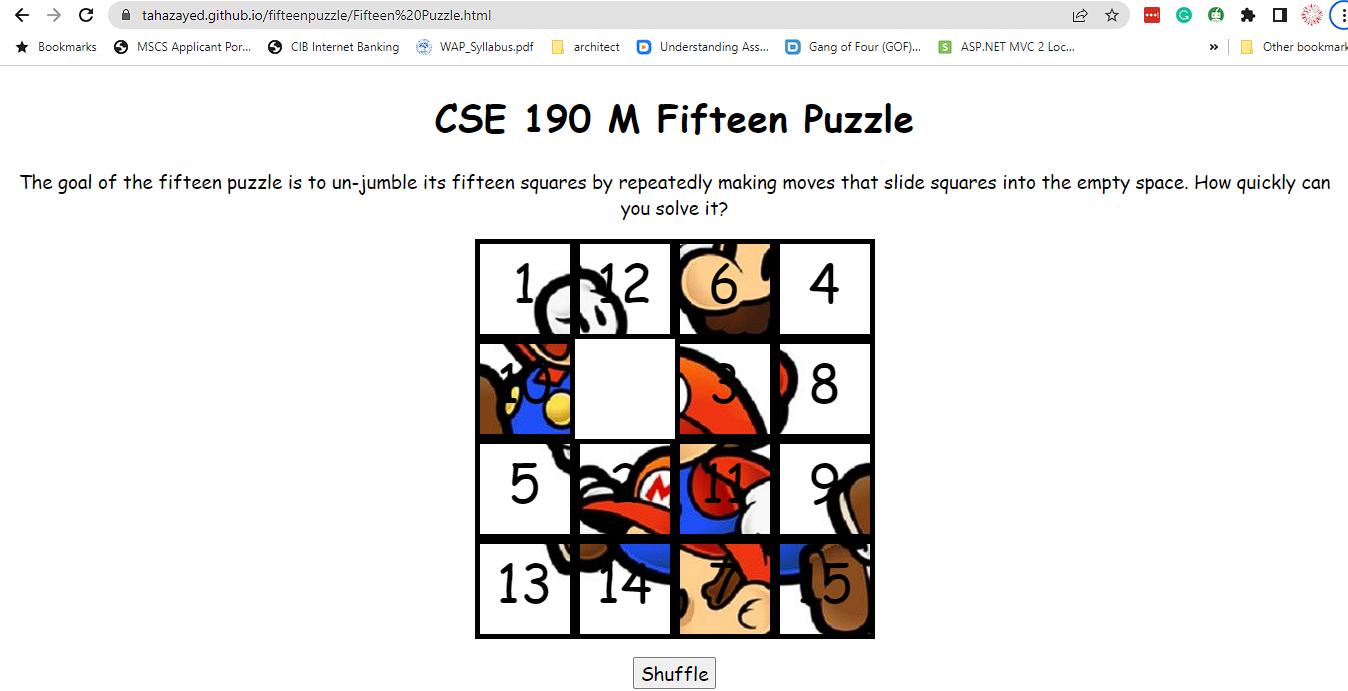 tahazayed.github.io/fifteenpuzzle/Fifteen%20Puzzle.html
Bookmarks MSCS Applicant Por... CIB Internet Banking WAP_Syllabus.pdf architect Understanding Ass... Gang of Four (GOF)... ASP.NET MVC 2 Loc... » Other bookmark
CSE 190 M Fifteen Puzzle
The goal of the fifteen puzzle is to un-jumble its fifteen squares by repeatedly making moves that slide squares into the empty space. How quickly can
you solve it?
1 12 6 4
10 3 8
5 2 11 9
13 14 7 15
Shuffle